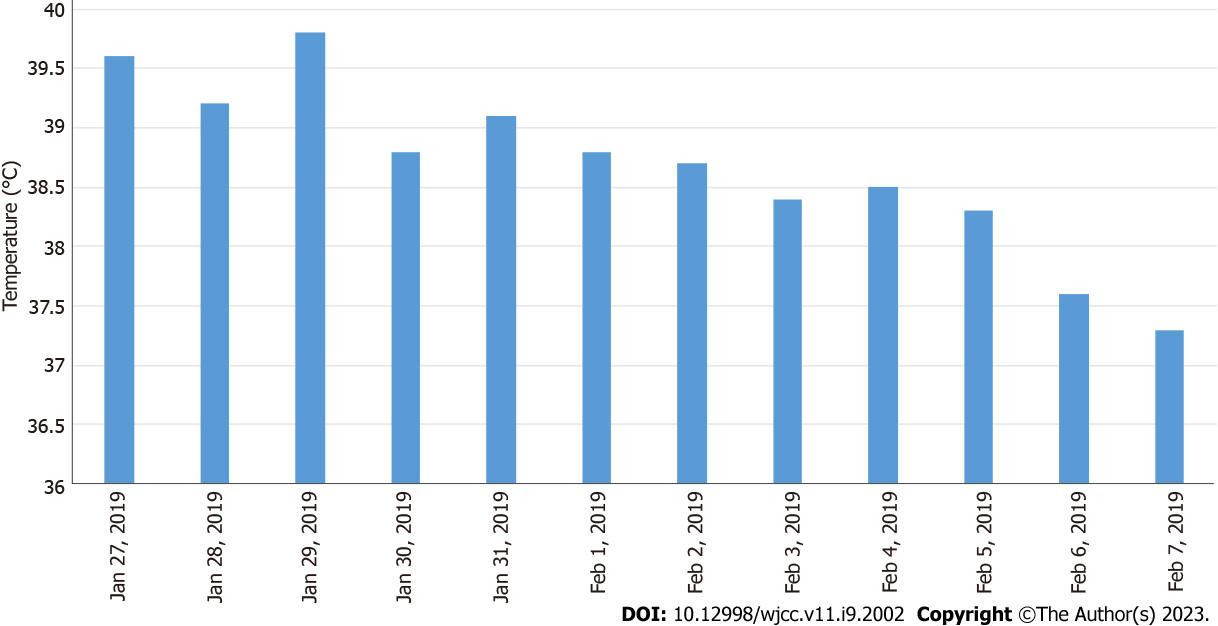 40
39.5
39
38.5
38
37.5
37
36.5
36
Temperature (°C)
Jan 27, 2019
Jan 28, 2019
Jan 29, 2019
Jan 30, 2019
Jan 31, 2019
Feb 1, 2019
Feb 2, 2019
Feb 3, 2019
Feb 4, 2019
Feb 5, 2019
Feb 6, 2019
Feb 7, 2019
DOI: 10.12998/wjcc.v11.i9.2002 Copyright ©The Author(s) 2023.